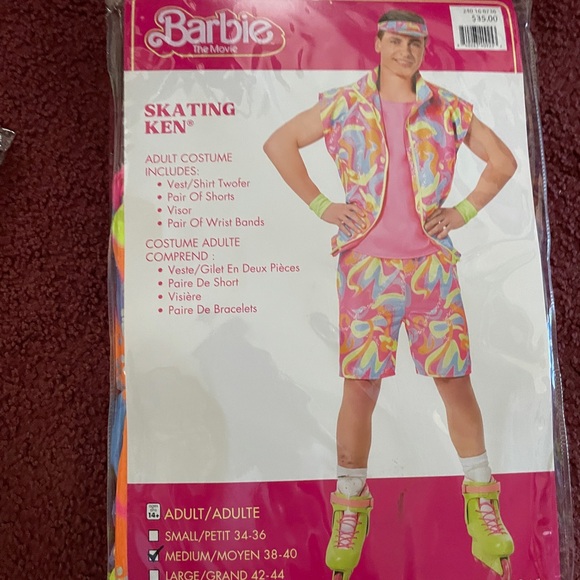 $35.00
Barbie
The Movie
SKATING
KEN®
ADULT COSTUME
INCLUDES:
• Vest/Shirt Twofer
• Pair Of Shorts
• Visor
• Pair Of Wrist Bands
COSTUME ADULTE
COMPREND :
• Veste/Gilet En Deux Pièces
• Paire De Short
• Visière
• Paire De Bracelets
14+
ADULT/ADULTE
SMALL/PETIT 34-36
MEDIUM/MOYEN 38-40
LARGE/GRAND 42-44